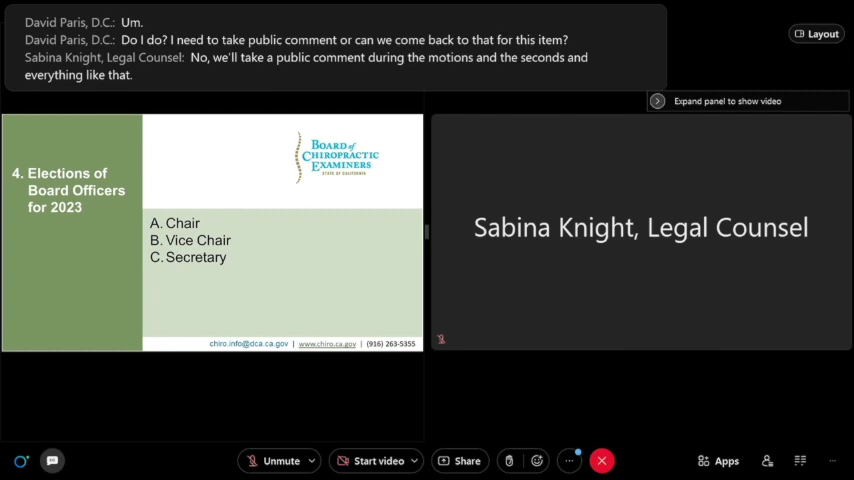 David Paris, D.C.: Um.
David Paris, D.C.: Do I do? I need to take public comment or can we come back to that for this item?
Sabina Knight, Legal Counsel: No, we'll take a public comment during the motions and the seconds and
everything like that.
Layout
Expand panel to show video
4. Elections of
Board Officers
for 2023
BOARD of
CHIROPRACTIC
EXAMINERS
STATE OF CALIFORNIA
A. Chair
B. Vice Chair
C. Secretary
chiro.info@dca.ca.gov | www.chiro.ca.gov | (916) 263-5355
Sabina Knight, Legal Counsel
Unmute
Start video
Share
Apps